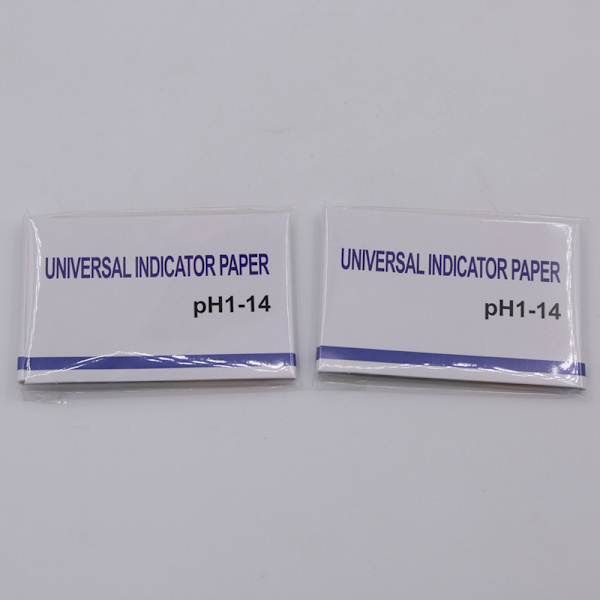 UNIVERSAL INDICATOR PAPER
pH1-14
UNIVERSAL INDICATOR PAPER
pH1-14